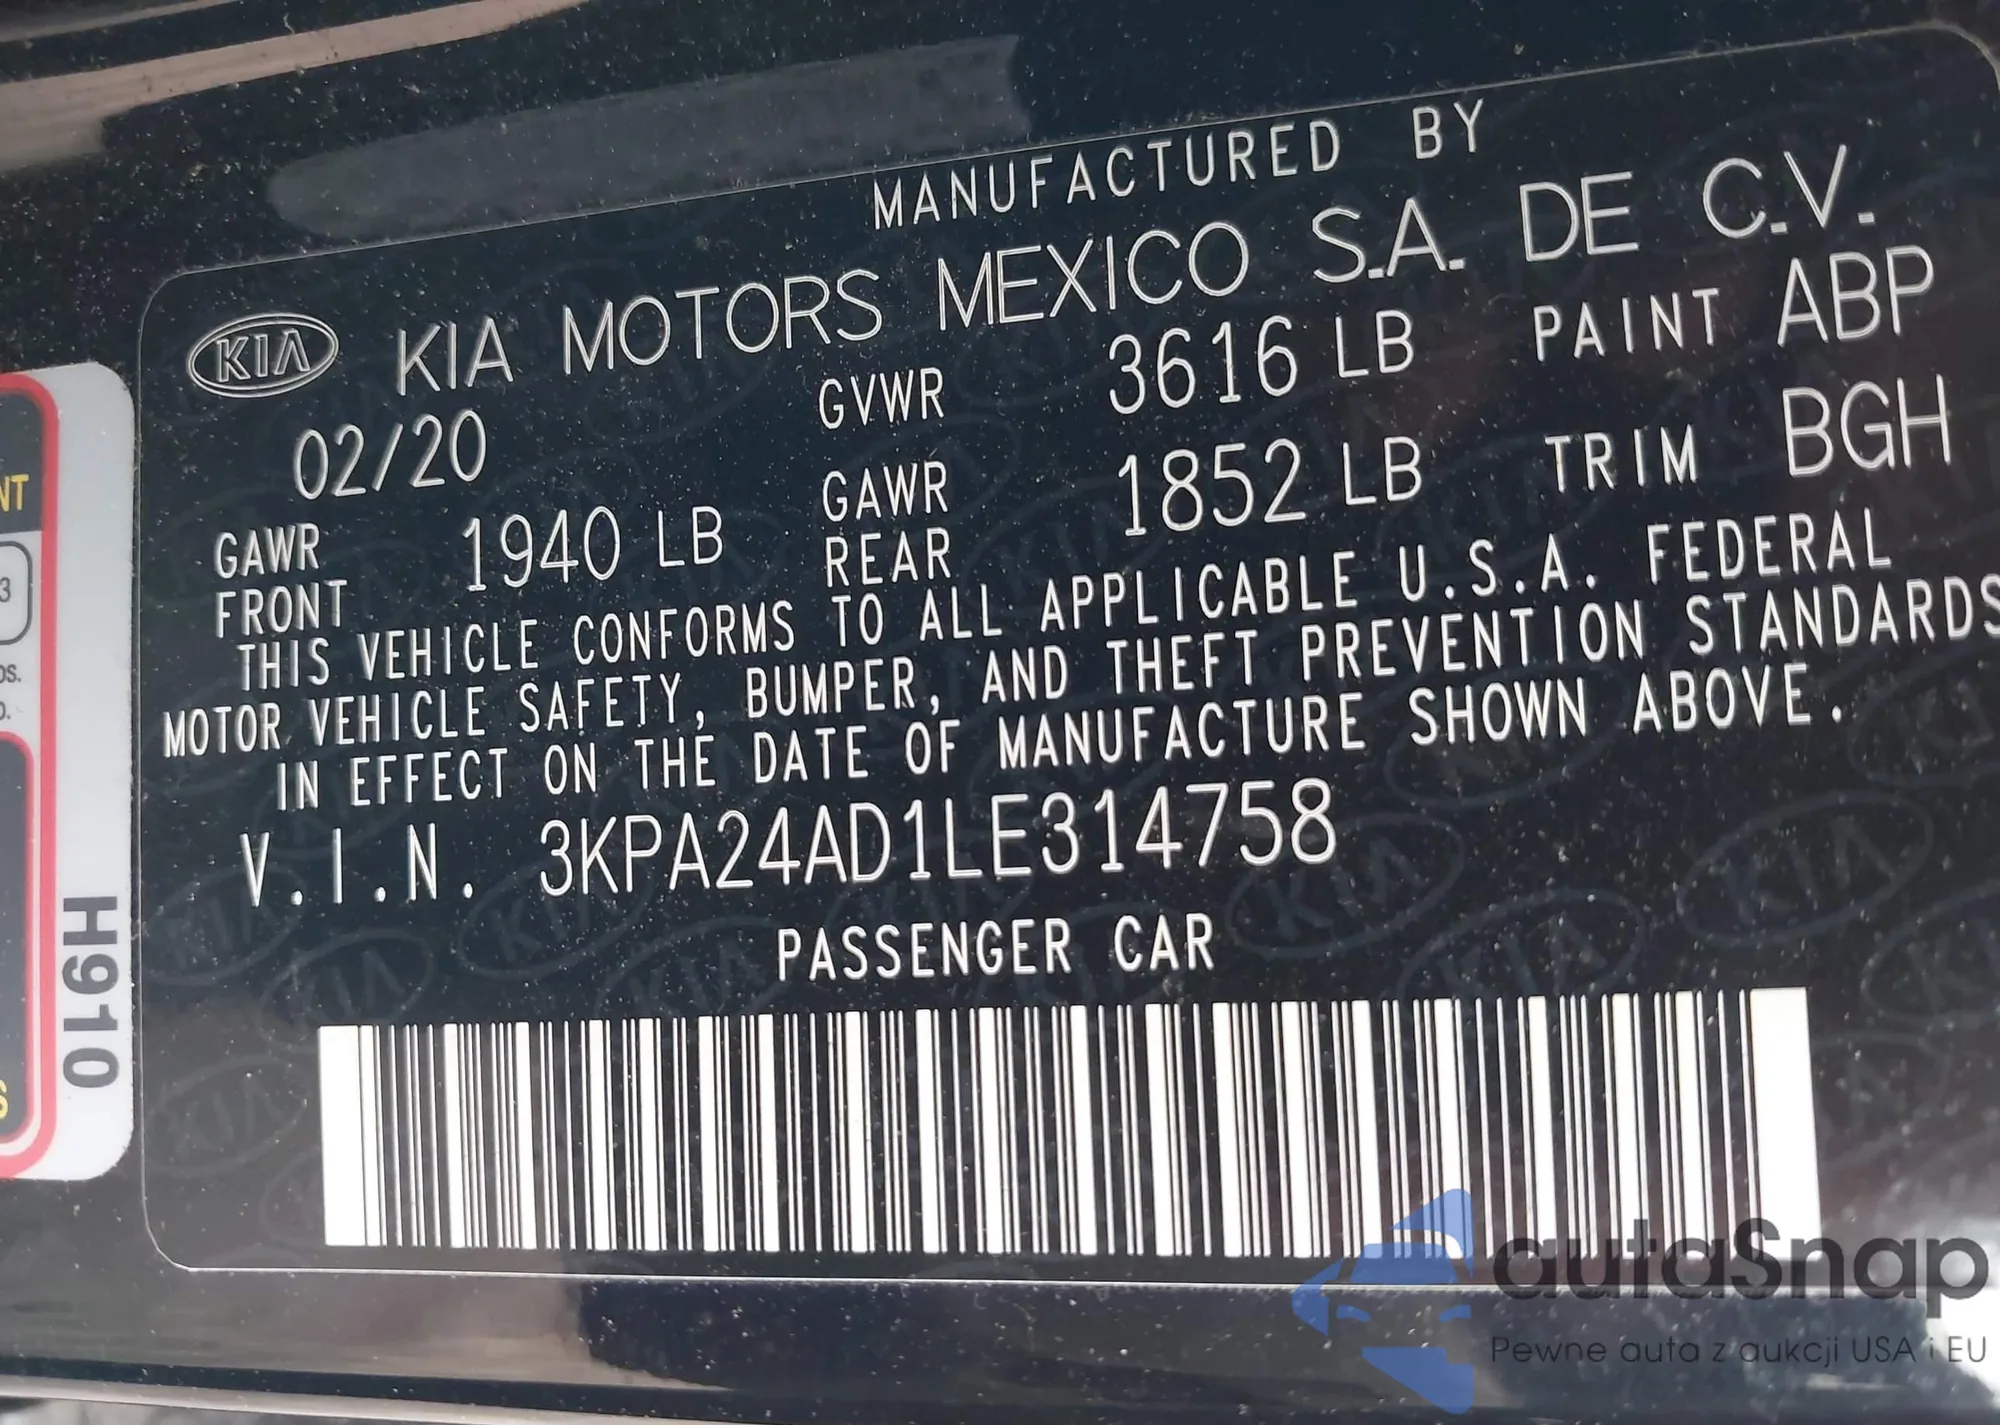 MANUFACTURED BY
KIA KIA MOTORS MEXICO S.A. DE C.V.
02/20 GVWR 3616 LB PAINT ABP
GAWR FRONT 1940 LB GAWR REAR 1852 LB TRIM BGH
THIS VEHICLE CONFORMS TO ALL APPLICABLE U.S.A. FEDERAL
MOTOR VEHICLE SAFETY, BUMPER, AND THEFT PREVENTION STANDARDS
IN EFFECT ON THE DATE OF MANUFACTURE SHOWN ABOVE.
V.I.N. 3KPA24AD1LE314758
PASSENGER CAR
H910
autaSnap
Pewne auta z aukcji USA i EU